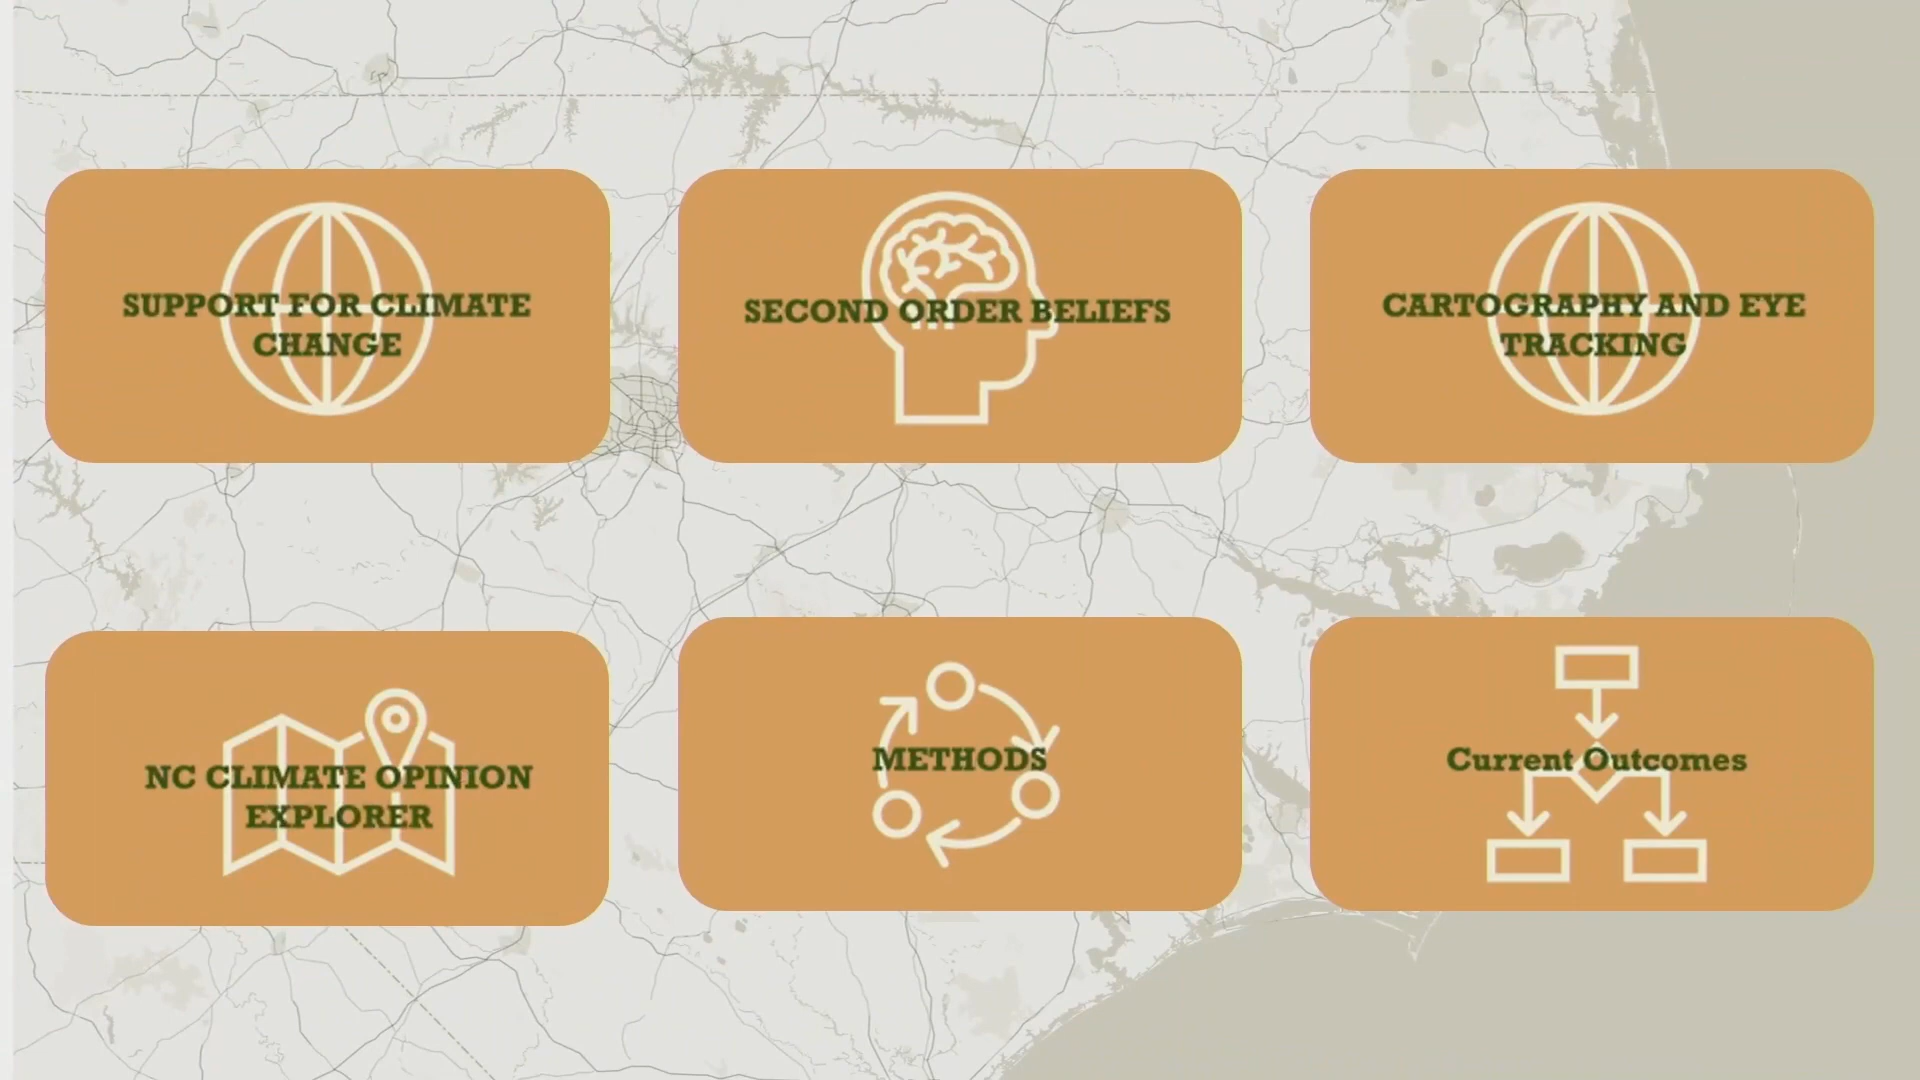 SUPPORT FOR CLIMATE
CHANGE
SECOND ORDER BELIEFS
CARTOGRAPHY AND EYE
TRACKING
NC CLIMATE OPINION
EXPLORER
METHODS
Current Outcomes